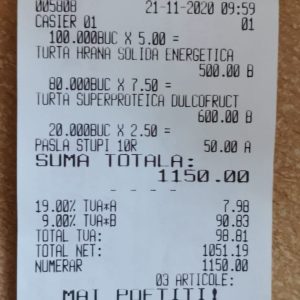 005808 21-11-2020 09:59
CASIER 01 01
100.000BUC X 5.00 =
TURTA HRANA SOLIDA ENERGETICA
500.00 B
80.000BUC X 7.50 =
TURTA SUPERPROTEICA DULCOFRUCT
600.00 B
20.000BUC X 2.50 =
PASLA STUPI 10R 50.00 A
SUMA TOTALA:
1150.00
- - - -
19.00% TVA*A 7.98
9.00% TVA*B 90.83
TOTAL TVA: 98.81
TOTAL NET: 1051.19
NUMERAR 1150.00
03 ARTICOLE:
MAI POFTITI!